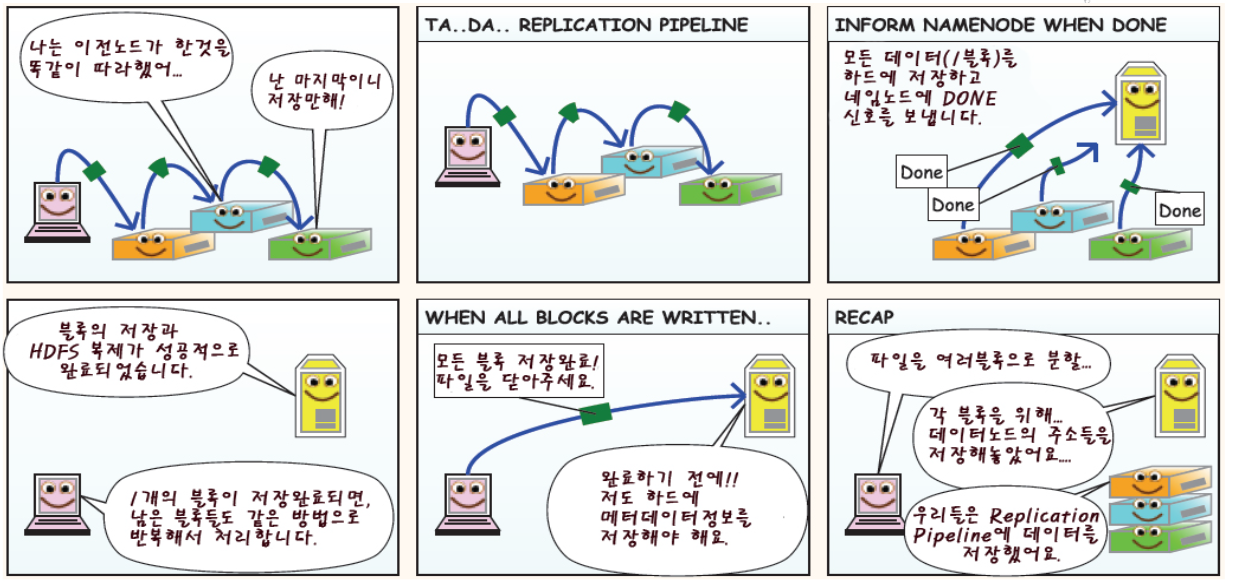 나는 이전노드가 한것을
똑같이 따라했어...
난 마지막이니
저장만해!
TA..DA.. REPLICATION PIPELINE
INFORM NAMENODE WHEN DONE
모든 데이터(1블록)를
하드에 저장하고
네임노드에 DONE
신호를 보냅니다.
Done
Done
Done
블록의 저장과
HDFS 복제가 성공적으로
완료되었습니다.
1개의 블록이 저장완료되면,
남은 블록들도 같은 방법으로
반복해서 처리합니다.
WHEN ALL BLOCKS ARE WRITTEN..
모든 블록 저장완료!
파일을 닫아주세요.
완료하기 전에!!
저도 하드에
메터데이터정보를
저장해야 해요.
RECAP
파일을 여러블록으로 분할...
각 블록을 위해...
데이터노드의 주소들을
저장해놓았어요....
우리들은 Replication
Pipeline에 데이터를
저장했어요.